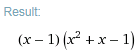 Result:
(x − 1) (x² + x − 1)